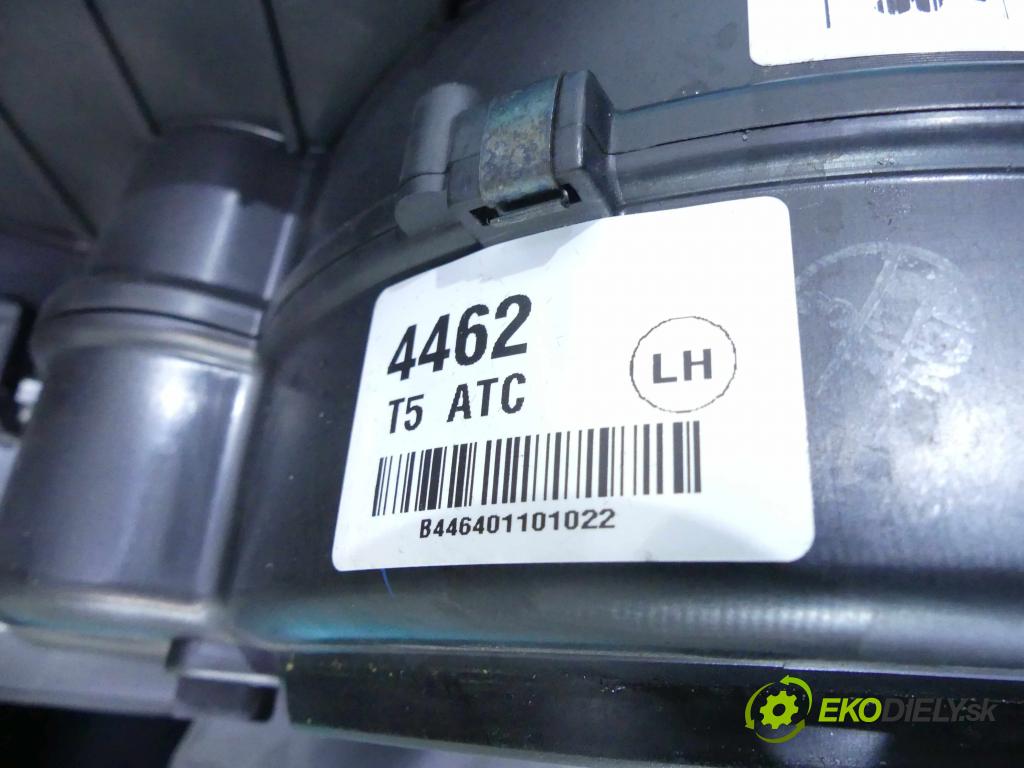 4462
T5 ATC
LH
B446401101022
EKODIELY.sk